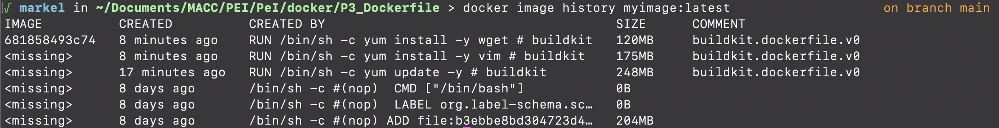 √ markel in ~/Documents/MACC/PEI/PeI/docker/P3_Dockerfile > docker image history myimage:latest on branch main
IMAGE CREATED CREATED BY SIZE COMMENT
681858493c74 8 minutes ago RUN /bin/sh -c yum install -y wget # buildkit 120MB buildkit.dockerfile.v0
<missing> 8 minutes ago RUN /bin/sh -c yum install -y vim # buildkit 175MB buildkit.dockerfile.v0
<missing> 17 minutes ago RUN /bin/sh -c yum update -y # buildkit 248MB buildkit.dockerfile.v0
<missing> 8 days ago /bin/sh -c #(nop)  CMD ["/bin/bash"] 0B
<missing> 8 days ago /bin/sh -c #(nop)  LABEL org.label-schema.sc… 0B
<missing> 8 days ago /bin/sh -c #(nop) ADD file:b3ebbe8bd304723d4… 204MB